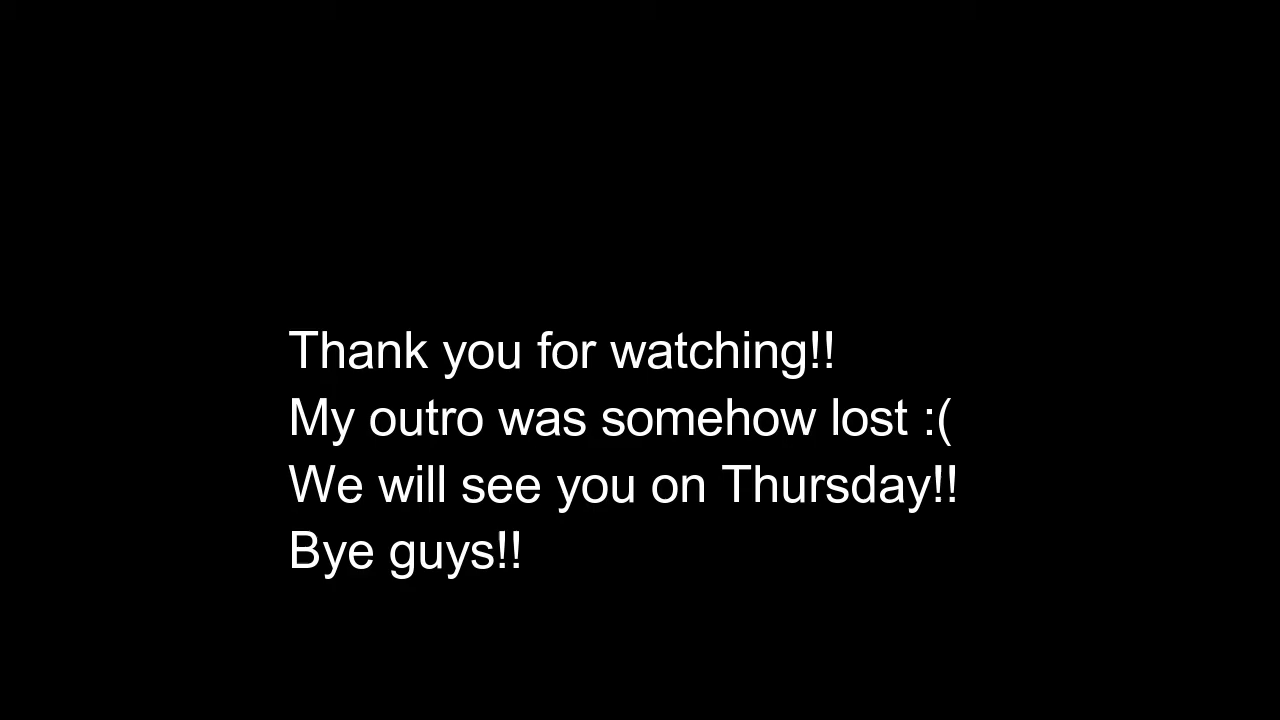 Thank you for watching!!
My outro was somehow lost :(
We will see you on Thursday!!
Bye guys!!